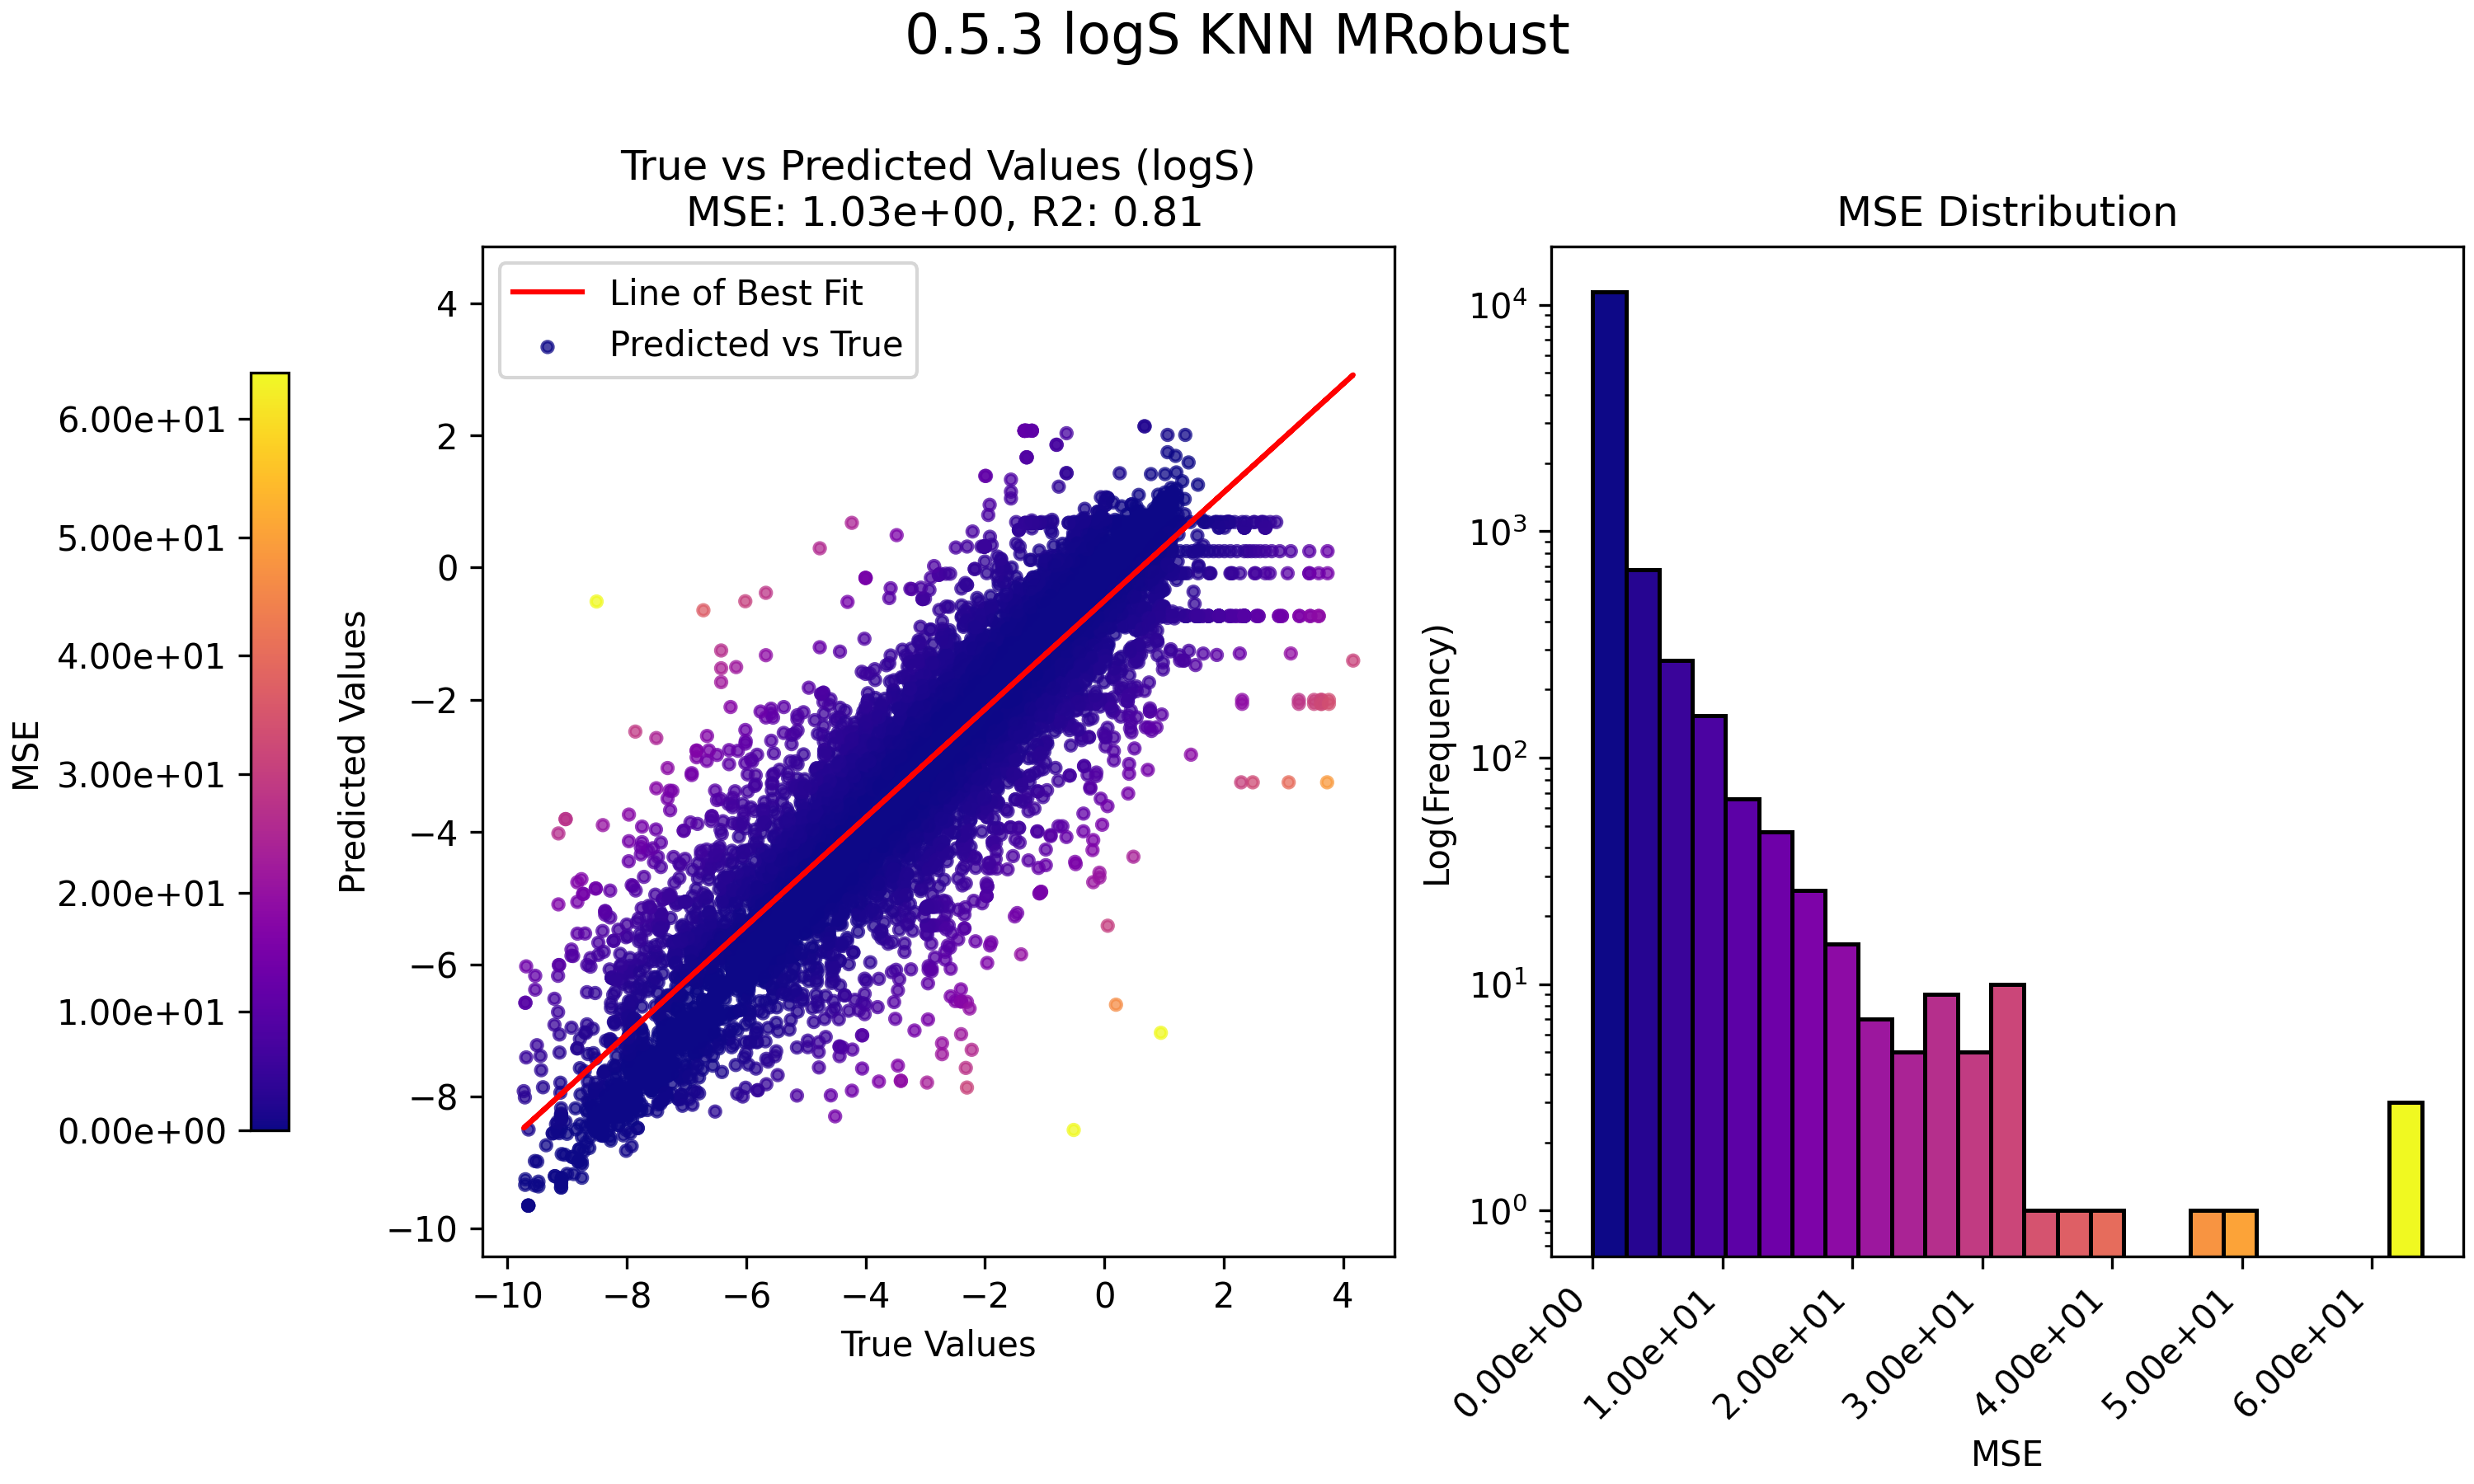 0.5.3 logS KNN MRobust
MSE
6.00e+01
5.00e+01
4.00e+01
3.00e+01
2.00e+01
1.00e+01
0.00e+00
True vs Predicted Values (logS)
MSE: 1.03e+00, R2: 0.81
Line of Best Fit
Predicted vs True
Predicted Values
4
2
0
−2
−4
−6
−8
−10
−10 −8 −6 −4 −2 0 2 4
True Values
MSE Distribution
Log(Frequency)
10⁴
10³
10²
10¹
10⁰
0.00e+00 1.00e+01 2.00e+01 3.00e+01 4.00e+01 5.00e+01 6.00e+01
MSE